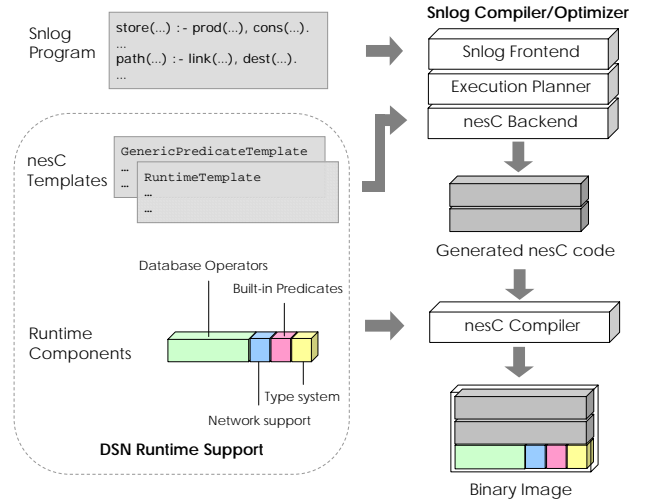 Snlog Compiler/Optimizer
Snlog
Program
store(...) :- prod(...), cons(...).
...
path(...) :- link(...), dest(...).
...
Snlog Frontend
Execution Planner
nesC Backend
nesC
Templates
GenericPredicateTemplate
...
...
RuntimeTemplate
...
...
Generated nesC code
Database Operators
Built-in Predicates
Runtime
Components
nesC Compiler
Type system
Network support
DSN Runtime Support
Binary Image